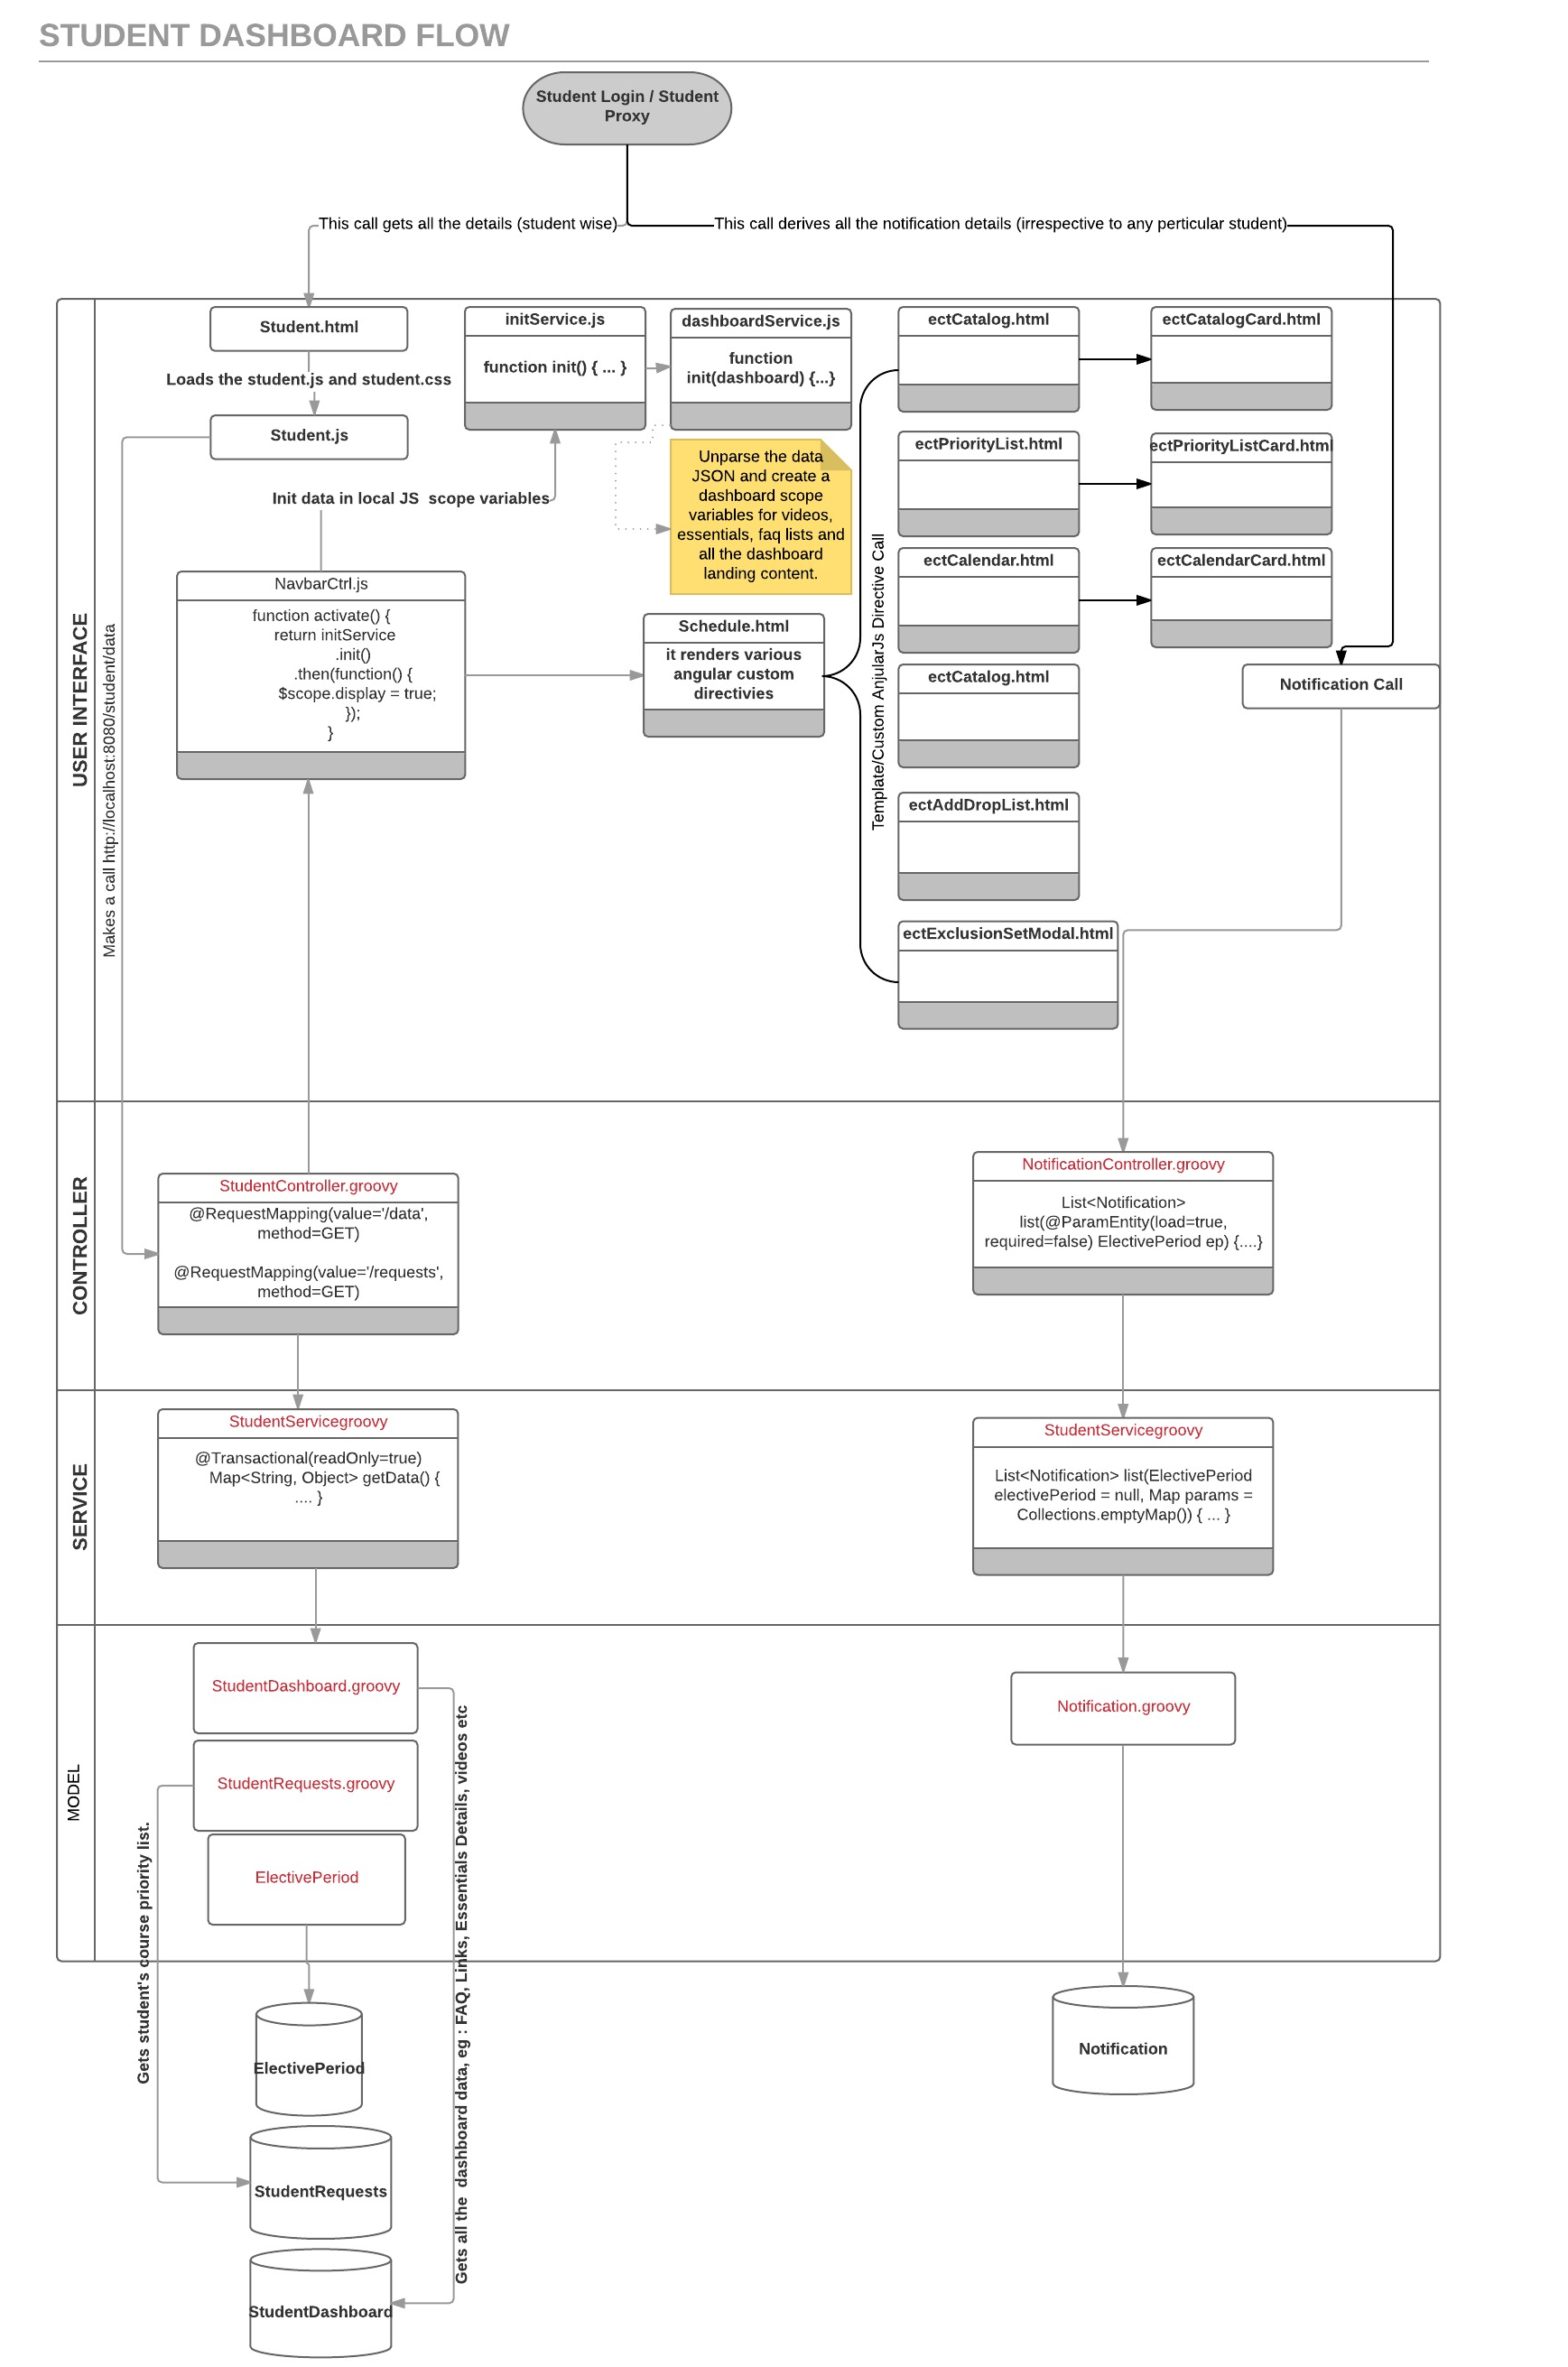 STUDENT DASHBOARD FLOW
Student Login / Student
Proxy
This call gets all the details (student wise)
This call derives all the notification details (irrespective to any perticular student)
USER INTERFACE
Student.html
Loads the student.js and student.css
Student.js
Makes a call http://localhost:8080/student/data
initService.js
function init() { ... }
dashboardService.js
function
init(dashboard) {...}
Unparse the data
JSON and create a
dashboard scope
variables for videos,
essentials, faq lists and
all the dashboard
landing content.
Init data in local JS  scope variables
NavbarCtrl.js
function activate() {
return initService
.init()
.then(function() {
$scope.display = true;
});
}
Schedule.html
it renders various
angular custom
directivies
Template/Custom AnjularJs Directive Call
ectCatalog.html
ectCatalogCard.html
ectPriorityList.html
ectPriorityListCard.html
ectCalendar.html
ectCalendarCard.html
ectCatalog.html
Notification Call
ectAddDropList.html
ectExclusionSetModal.html
CONTROLLER
StudentController.groovy
@RequestMapping(value='/data',
method=GET)
@RequestMapping(value='/requests',
method=GET)
NotificationController.groovy
List<Notification>
list(@ParamEntity(load=true,
required=false) ElectivePeriod ep) {....}
SERVICE
StudentServicegroovy
@Transactional(readOnly=true)
Map<String, Object> getData() {
.... }
StudentServicegroovy
List<Notification> list(ElectivePeriod
electivePeriod = null, Map params =
Collections.emptyMap()) { ... }
MODEL
StudentDashboard.groovy
StudentRequests.groovy
ElectivePeriod
Notification.groovy
Gets student's course priority list.
Gets all the  dashboard data, eg : FAQ, Links, Essentials Details, videos etc
ElectivePeriod
StudentRequests
StudentDashboard
Notification